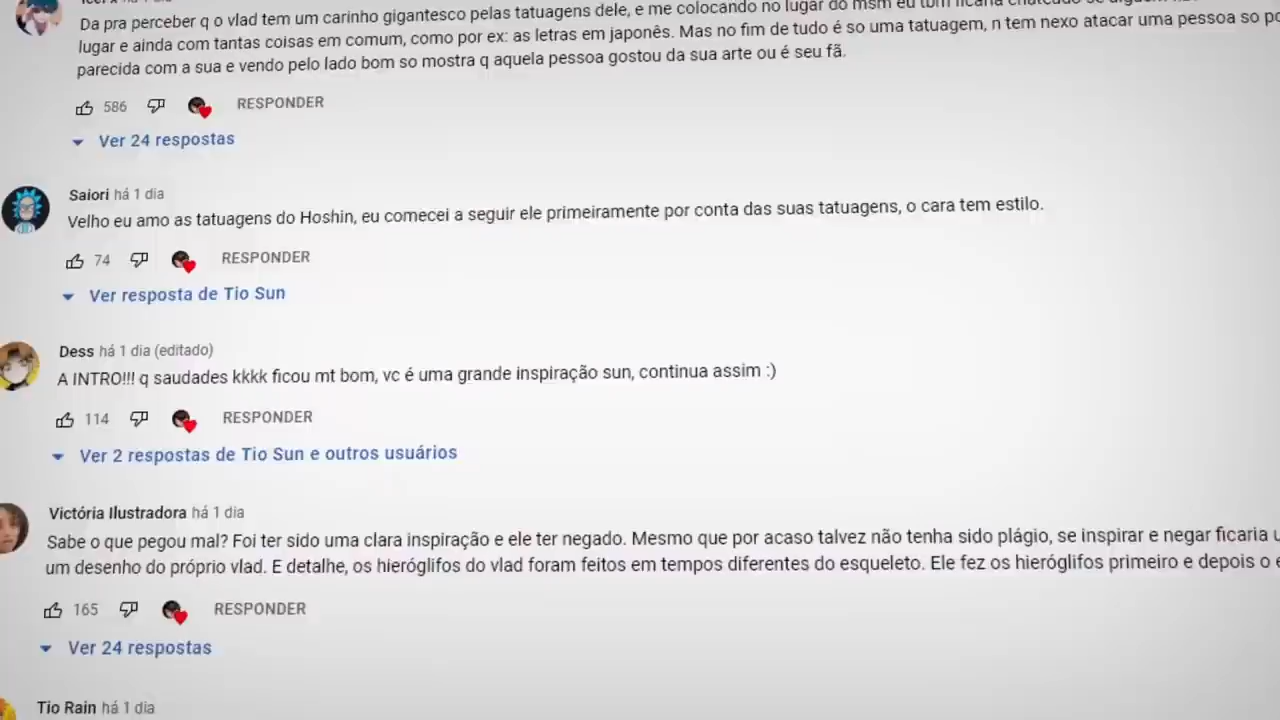 Da pra perceber q o vlad tem um carinho gigantesco pelas tatuagens dele, e me colocando no lugar do msm eu
lugar e ainda com tantas coisas em comum, como por ex: as letras em japonês. Mas no fim de tudo é so uma tatuagem, n tem nexo atacar uma pessoa so
parecida com a sua e vendo pelo lado bom so mostra q aquela pessoa gostou da sua arte ou é seu fã.
586 RESPONDER
Ver 24 respostas
Saiori há 1 dia
Velho eu amo as tatuagens do Hoshin, eu comecei a seguir ele primeiramente por conta das suas tatuagens, o cara tem estilo.
74 RESPONDER
Ver resposta de Tio Sun
Dess há 1 dia (editado)
A INTRO!!! q saudades kkkk ficou mt bom, vc é uma grande inspiração sun, continua assim :)
114 RESPONDER
Ver 2 respostas de Tio Sun e outros usuários
Victória Ilustradora há 1 dia
Sabe o que pegou mal? Foi ter sido uma clara inspiração e ele ter negado. Mesmo que por acaso talvez não tenha sido plágio, se inspirar e negar ficaria
um desenho do próprio vlad. E detalhe, os hieróglifos do vlad foram feitos em tempos diferentes do esqueleto. Ele fez os hieróglifos primeiro e depois o
165 RESPONDER
Ver 24 respostas
Tio Rain há 1 dia